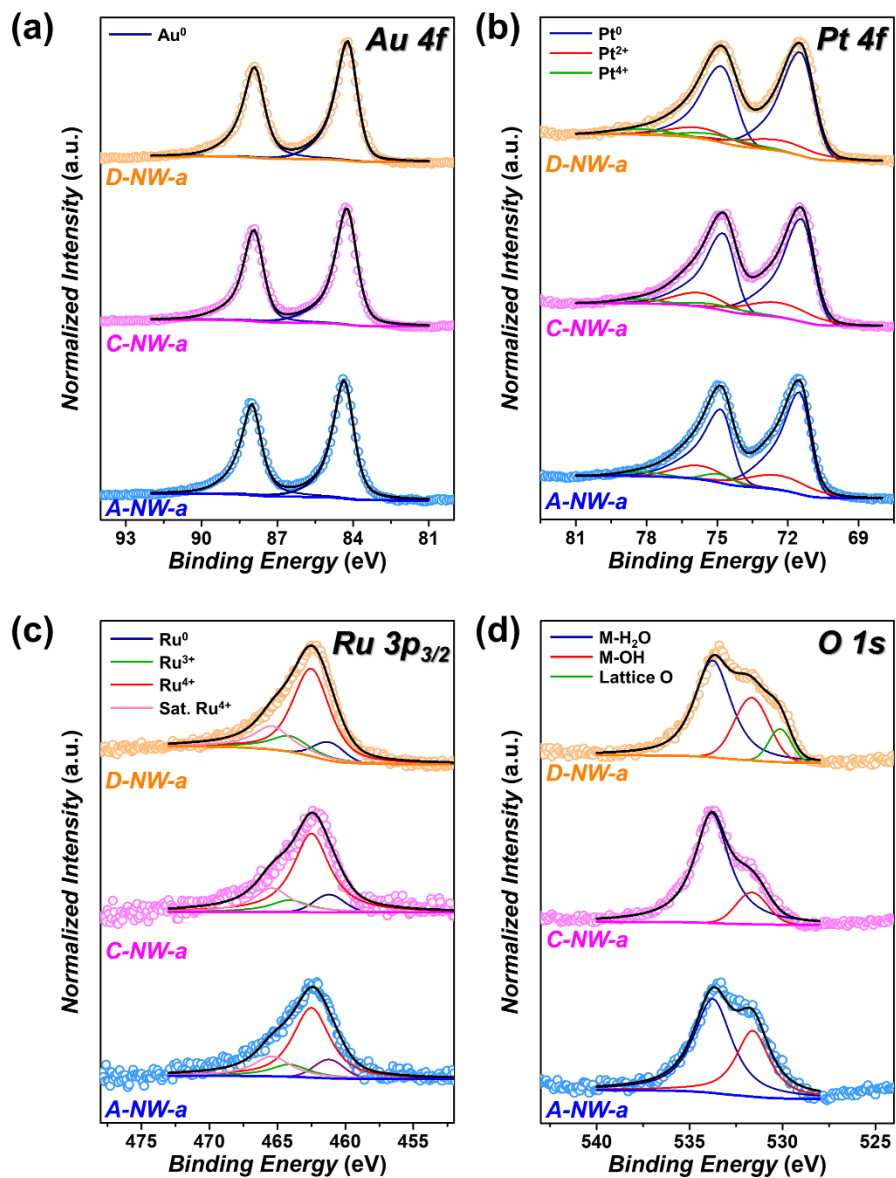 (a)
Au⁰
Au 4f
D-NW-a
C-NW-a
A-NW-a
Normalized Intensity (a.u.)
93 90 87 84 81
Binding Energy (eV)
(b)
Pt⁰
Pt²⁺
Pt⁴⁺
Pt 4f
D-NW-a
C-NW-a
A-NW-a
Normalized Intensity (a.u.)
81 78 75 72 69
Binding Energy (eV)
(c)
Ru⁰
Ru³⁺
Ru⁴⁺
Sat. Ru⁴⁺
Ru 3p₃/₂
D-NW-a
C-NW-a
A-NW-a
Normalized Intensity (a.u.)
475 470 465 460 455
Binding Energy (eV)
(d)
M-H₂O
M-OH
Lattice O
O 1s
D-NW-a
C-NW-a
A-NW-a
Normalized Intensity (a.u.)
540 535 530 525
Binding Energy (eV)